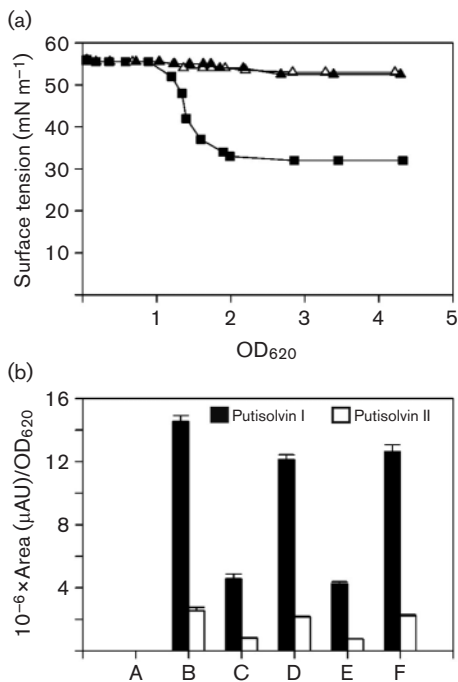 (a)
60
50
40
30
20
10
Surface tension (mN m⁻¹)
1 2 3 4 5
OD₆₂₀
(b)
16
12
8
4
10⁻⁶ × Area (µAU)/OD₆₂₀
Putisolvin I Putisolvin II
A B C D E F